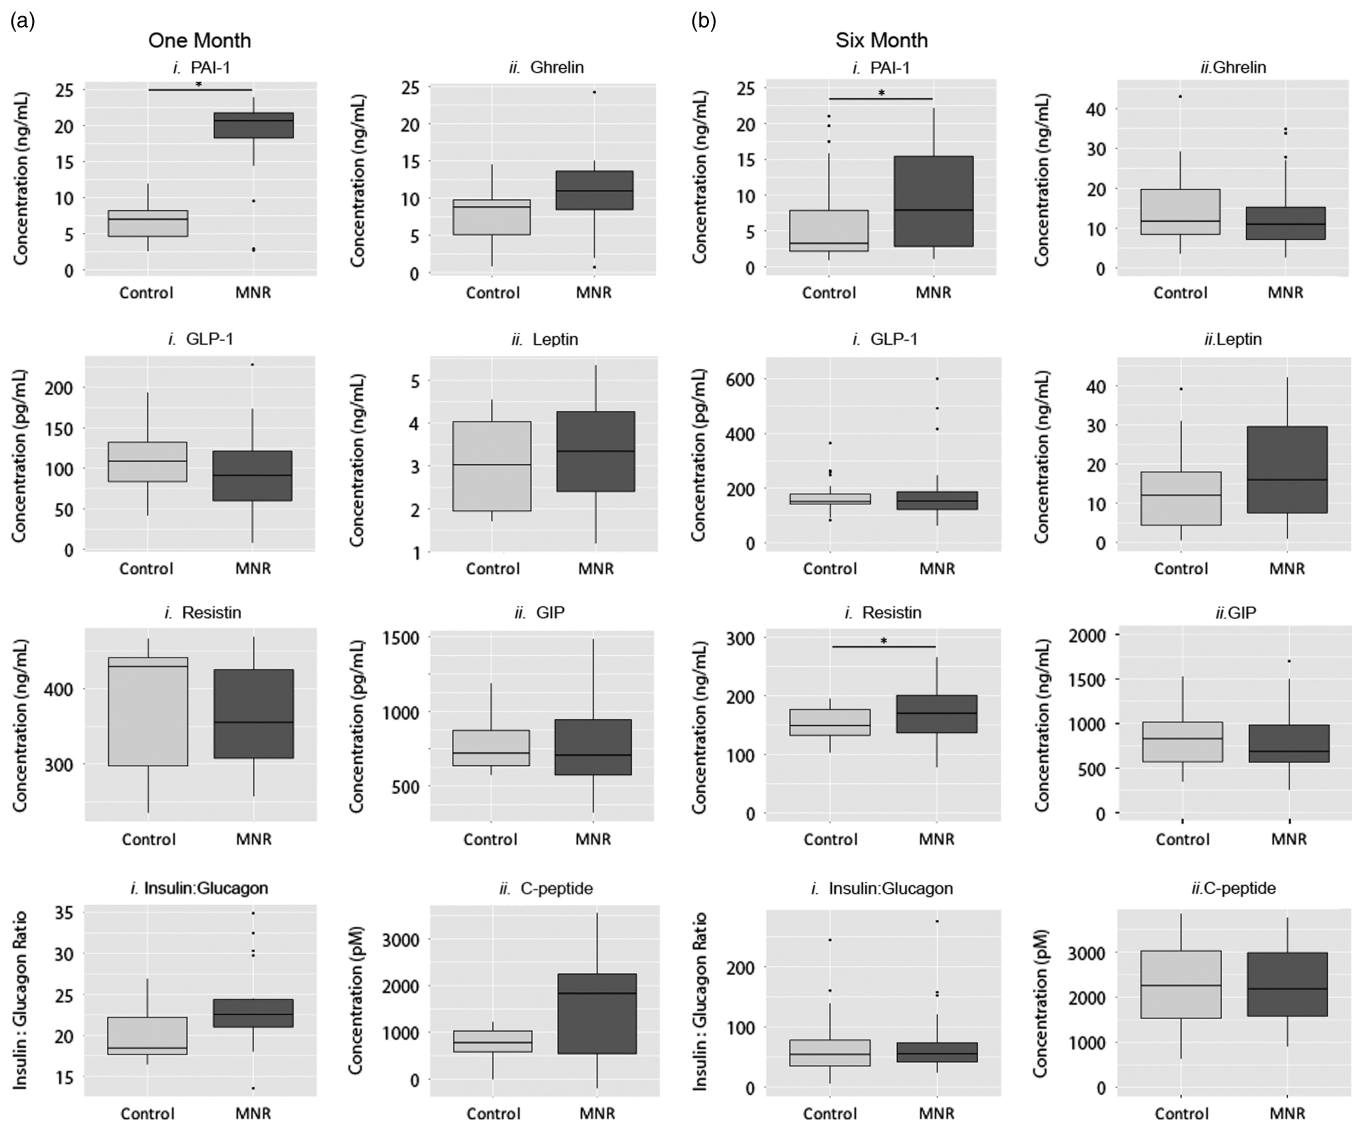 (a)
(b)
One Month
Six Month
i. PAI-1
ii. Ghrelin
i. PAI-1
ii.Ghrelin
Concentration (ng/mL)
25
20
15
10
5
0
*
Control
MNR
Concentration (ng/mL)
25
20
15
10
5
0
Control
MNR
Concentration (ng/mL)
25
20
15
10
5
0
*
Control
MNR
Concentration (ng/mL)
40
30
20
10
0
Control
MNR
i. GLP-1
ii. Leptin
i. GLP-1
ii.Leptin
Concentration (pg/mL)
200
150
100
50
0
Control
MNR
Concentration (ng/mL)
5
4
3
2
1
Control
MNR
Concentration (pg/mL)
600
400
200
0
Control
MNR
Concentration (ng/mL)
40
30
20
10
0
Control
MNR
i. Resistin
ii. GIP
i. Resistin
ii.GIP
Concentration (ng/mL)
400
300
Control
MNR
Concentration (pg/mL)
1500
1000
500
Control
MNR
Concentration (ng/mL)
300
200
100
0
*
Control
MNR
Concentration (pg/mL)
2000
1500
1000
500
0
Control
MNR
i. Insulin:Glucagon
ii. C-peptide
i. Insulin:Glucagon
ii.C-peptide
Insulin : Glucagon Ratio
35
30
25
20
15
Control
MNR
Concentration (pM)
3000
2000
1000
0
Control
MNR
Insulin : Glucagon Ratio
200
100
0
Control
MNR
Concentration (pM)
3000
2000
1000
0
Control
MNR